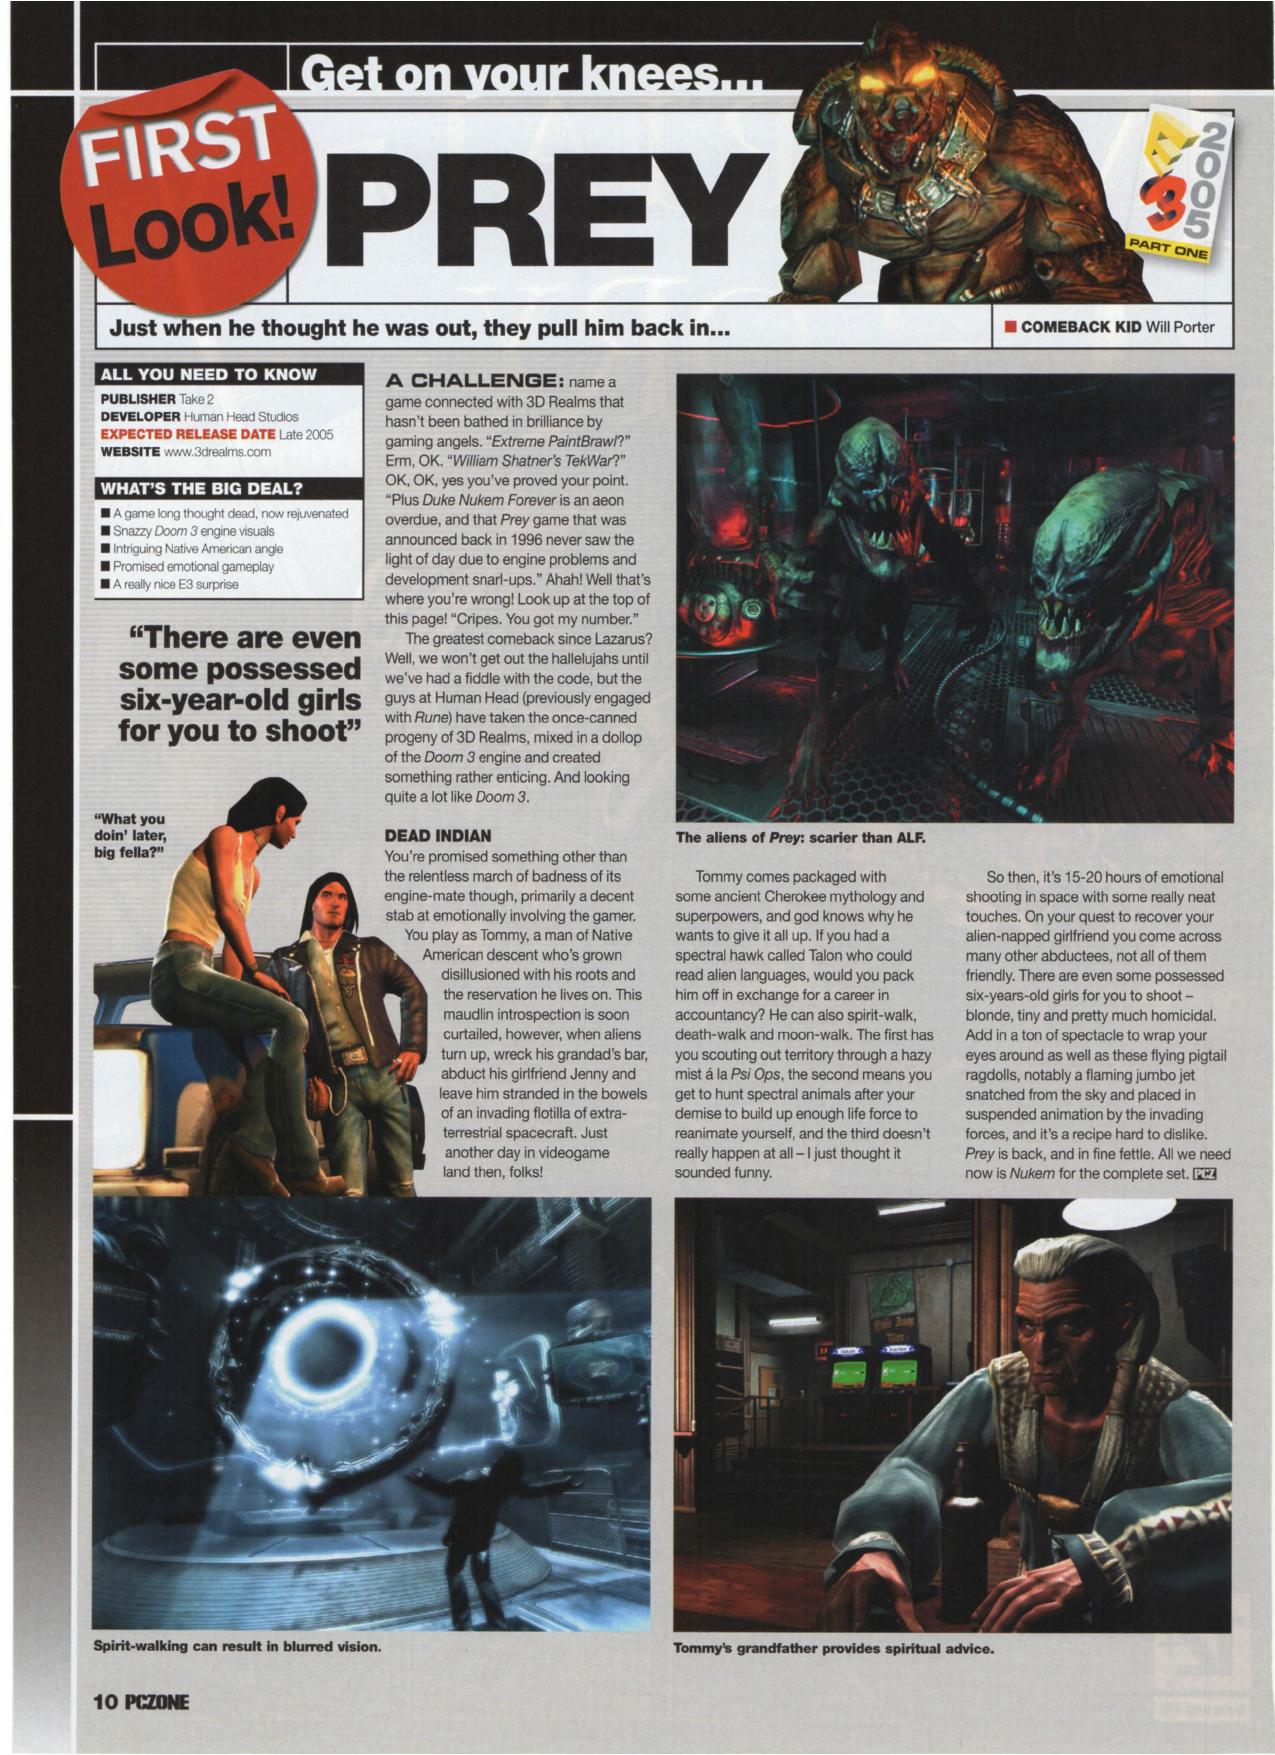 Get on your knees...
FIRST
Look!
PREY
E3
2005
PART ONE
Just when he thought he was out, they pull him back in...
■ COMEBACK KID Will Porter
ALL YOU NEED TO KNOW
PUBLISHER Take 2
DEVELOPER Human Head Studios
EXPECTED RELEASE DATE Late 2005
WEBSITE www.3drealms.com
WHAT'S THE BIG DEAL?
■ A game long thought dead, now rejuvenated
■ Snazzy Doom 3 engine visuals
■ Intriguing Native American angle
■ Promised emotional gameplay
■ A really nice E3 surprise
“There are even
some possessed
six-year-old girls
for you to shoot”
“What you
doin' later,
big fella?”
A CHALLENGE: name a
game connected with 3D Realms that
hasn't been bathed in brilliance by
gaming angels. “Extreme PaintBrawl?”
Erm, OK. “William Shatner's TekWar?”
OK, OK, yes you've proved your point.
“Plus Duke Nukem Forever is an aeon
overdue, and that Prey game that was
announced back in 1996 never saw the
light of day due to engine problems and
development snarl-ups.” Ahah! Well that's
where you're wrong! Look up at the top of
this page! “Cripes. You got my number.”
The greatest comeback since Lazarus?
Well, we won't get out the hallelujahs until
we've had a fiddle with the code, but the
guys at Human Head (previously engaged
with Rune) have taken the once-canned
progeny of 3D Realms, mixed in a dollop
of the Doom 3 engine and created
something rather enticing. And looking
quite a lot like Doom 3.
DEAD INDIAN
You're promised something other than
the relentless march of badness of its
engine-mate though, primarily a decent
stab at emotionally involving the gamer.
You play as Tommy, a man of Native
American descent who's grown
disillusioned with his roots and
the reservation he lives on. This
maudlin introspection is soon
curtailed, however, when aliens
turn up, wreck his grandad's bar,
abduct his girlfriend Jenny and
leave him stranded in the bowels
of an invading flotilla of extra-
terrestrial spacecraft. Just
another day in videogame
land then, folks!
The aliens of Prey: scarier than ALF.
Tommy comes packaged with
some ancient Cherokee mythology and
superpowers, and god knows why he
wants to give it all up. If you had a
spectral hawk called Talon who could
read alien languages, would you pack
him off in exchange for a career in
accountancy? He can also spirit-walk,
death-walk and moon-walk. The first has
you scouting out territory through a hazy
mist á la Psi Ops, the second means you
get to hunt spectral animals after your
demise to build up enough life force to
reanimate yourself, and the third doesn't
really happen at all – I just thought it
sounded funny.
So then, it's 15-20 hours of emotional
shooting in space with some really neat
touches. On your quest to recover your
alien-napped girlfriend you come across
many other abductees, not all of them
friendly. There are even some possessed
six-years-old girls for you to shoot –
blonde, tiny and pretty much homicidal.
Add in a ton of spectacle to wrap your
eyes around as well as these flying pigtail
ragdolls, notably a flaming jumbo jet
snatched from the sky and placed in
suspended animation by the invading
forces, and it's a recipe hard to dislike.
Prey is back, and in fine fettle. All we need
now is Nukem for the complete set. PCZ
Spirit-walking can result in blurred vision.
Tommy's grandfather provides spiritual advice.
10 PCZONE